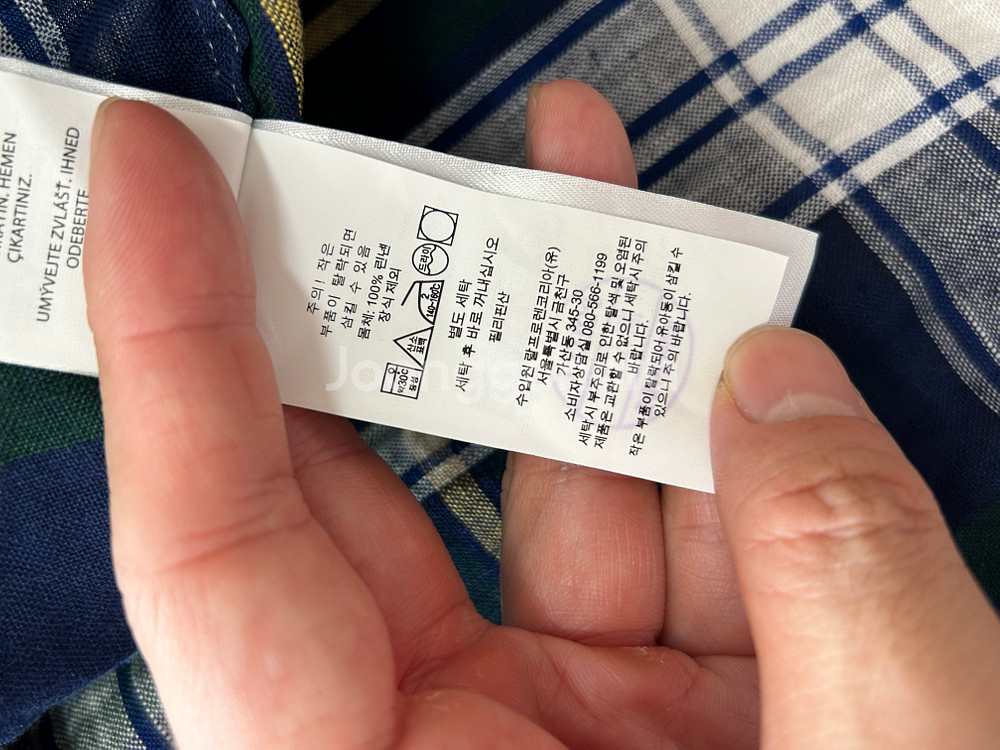 ÇIKARTINIZ.
UMÝVEJTE ZVLÁŠT. IHNED
ODEBERTE
주의! 작은
부품이 탈락되면
삼킬 수 있음
몸체: 100% 린넨
장식 제외
약30℃
중성
산소
표백
2
140-160℃
드라이
별도 세탁
세탁 후 바로 꺼내십시오
필리핀산
수입원 랄프로렌코리아(유)
서울특별시 금천구
가산동 345-30
소비자상담실 080-566-1199
세탁시 부주의로 인한 탈색 및 오염된
제품은 교환할 수 없으니 세탁시 주의
바랍니다.
작은 부품이 탈락되어 유아동이 삼킬 수
있으니 주의 바랍니다.